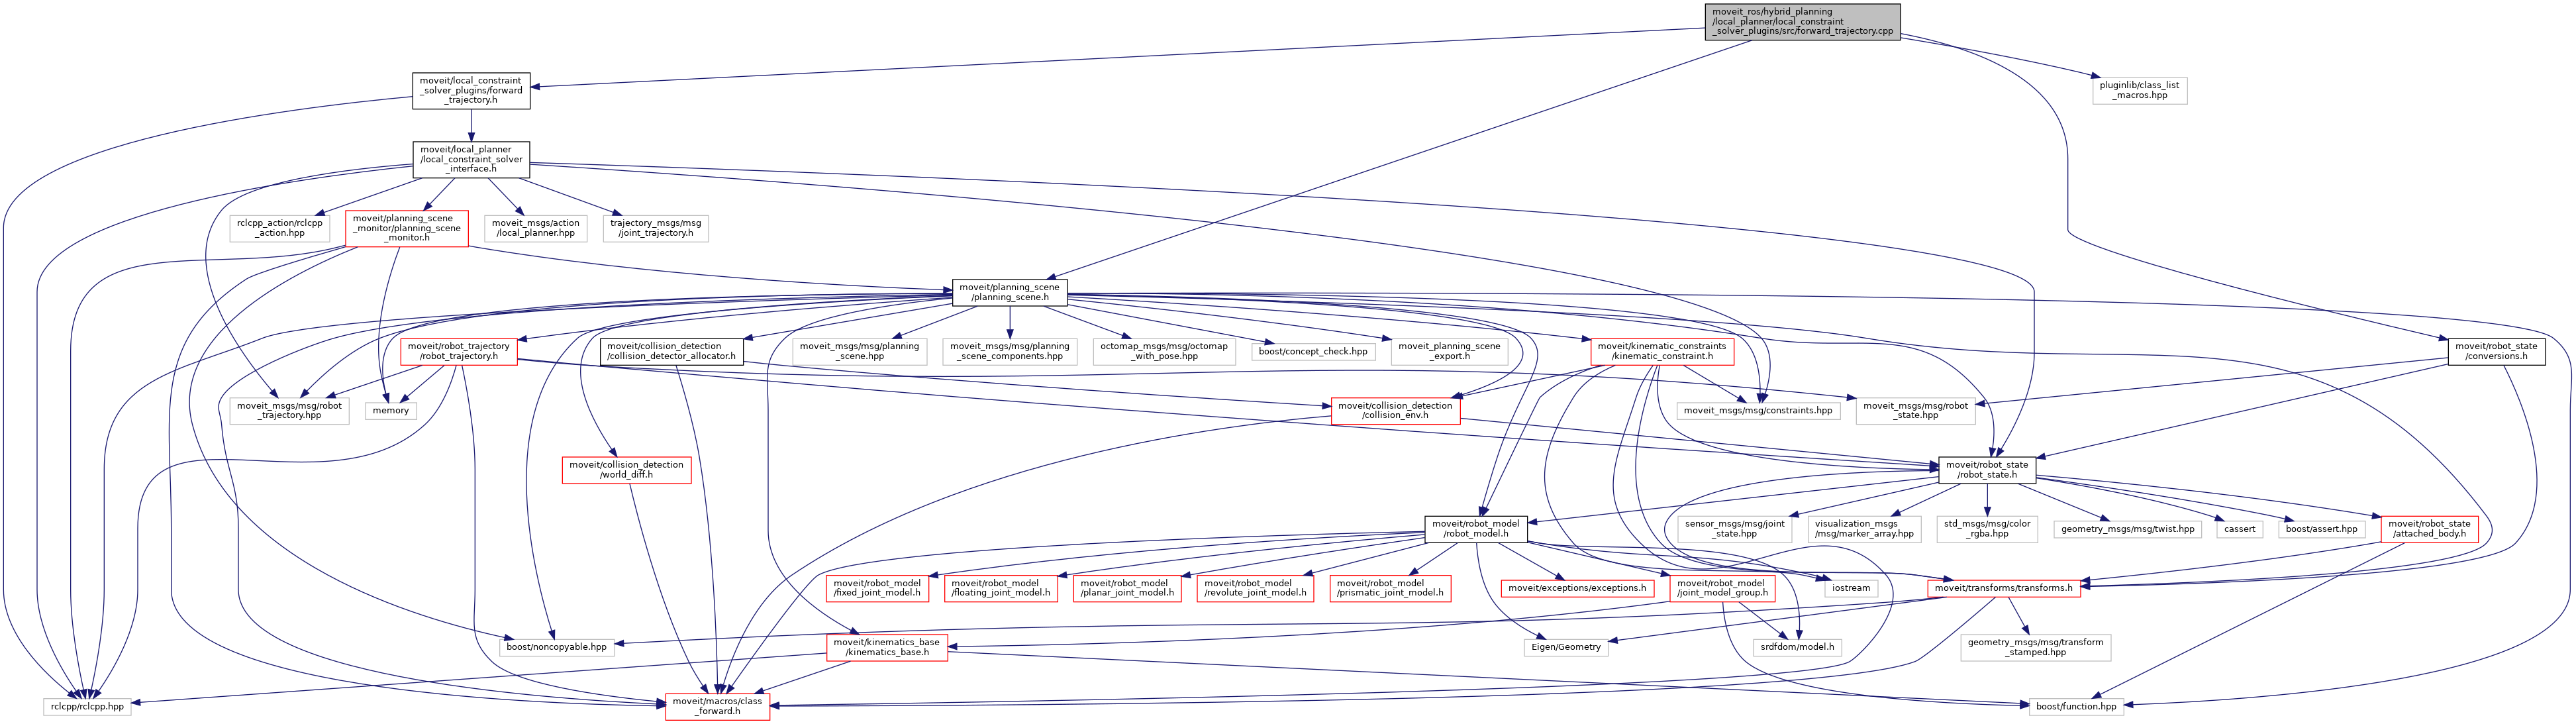 moveit_ros/hybrid_planning
/local_planner/local_constraint
_solver_plugins/src/forward_trajectory.cpp
moveit/local_constraint
_solver_plugins/forward
_trajectory.h
pluginlib/class_list
_macros.hpp
moveit/local_planner
/local_constraint_solver
_interface.h
rclcpp_action/rclcpp
_action.hpp
moveit/planning_scene
_monitor/planning_scene
_monitor.h
moveit_msgs/action
/local_planner.hpp
trajectory_msgs/msg
/joint_trajectory.h
moveit/planning_scene
/planning_scene.h
moveit/robot_trajectory
/robot_trajectory.h
moveit/collision_detection
/collision_detector_allocator.h
moveit_msgs/msg/planning
_scene.hpp
moveit_msgs/msg/planning
_scene_components.hpp
octomap_msgs/msg/octomap
_with_pose.hpp
boost/concept_check.hpp
moveit_planning_scene
_export.h
moveit/kinematic_constraints
/kinematic_constraint.h
moveit/robot_state
/conversions.h
moveit_msgs/msg/robot
_trajectory.hpp
memory
moveit/collision_detection
/collision_env.h
moveit_msgs/msg/constraints.hpp
moveit_msgs/msg/robot
_state.hpp
moveit/collision_detection
/world_diff.h
moveit/robot_state
/robot_state.h
moveit/robot_model
/robot_model.h
sensor_msgs/msg/joint
_state.hpp
visualization_msgs
/msg/marker_array.hpp
std_msgs/msg/color
_rgba.hpp
geometry_msgs/msg/twist.hpp
cassert
boost/assert.hpp
moveit/robot_state
/attached_body.h
moveit/robot_model
/fixed_joint_model.h
moveit/robot_model
/floating_joint_model.h
moveit/robot_model
/planar_joint_model.h
moveit/robot_model
/revolute_joint_model.h
moveit/robot_model
/prismatic_joint_model.h
moveit/exceptions/exceptions.h
moveit/robot_model
/joint_model_group.h
iostream
moveit/transforms/transforms.h
boost/noncopyable.hpp
moveit/kinematics_base
/kinematics_base.h
Eigen/Geometry
srdfdom/model.h
geometry_msgs/msg/transform
_stamped.hpp
rclcpp/rclcpp.hpp
moveit/macros/class
_forward.h
boost/function.hpp